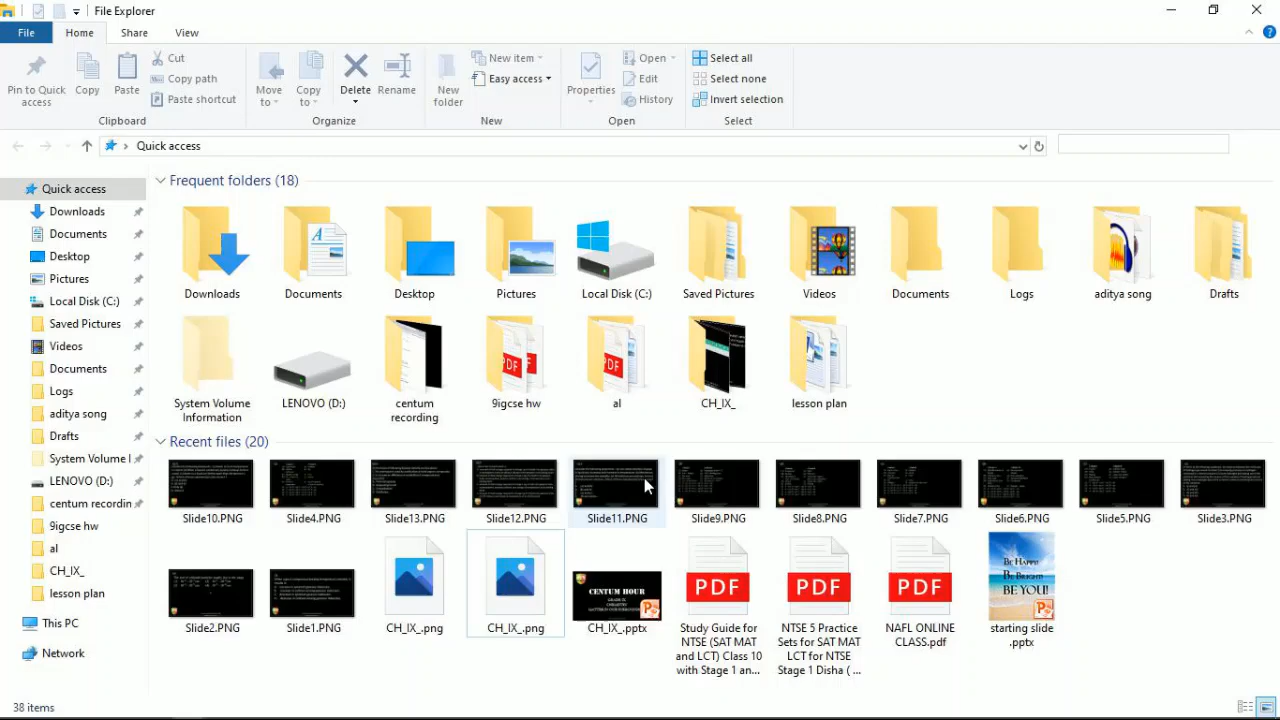 File Explorer
File Home Share View
Pin to Quick access
Copy
Paste
Cut
Copy path
Paste shortcut
Clipboard
Move to
Copy to
Delete
Rename
Organize
New folder
New item
Easy access
New
Properties
Open
Edit
History
Open
Select all
Select none
Invert selection
Select
Quick access
Quick access
Downloads
Documents
Desktop
Pictures
Local Disk (C:)
Saved Pictures
Videos
Documents
Logs
aditya song
Drafts
System Volume
LENOVO (D:)
centum recordin
9igcse hw
al
CH_IX_
lesson plan
This PC
Network
Frequent folders (18)
Downloads Documents Desktop Pictures Local Disk (C:) Saved Pictures Videos Documents Logs aditya song Drafts
System Volume Information
LENOVO (D:)
centum recording
9igcse hw
al
CH_IX_
lesson plan
Recent files (20)
Slide10.PNG Slide4.PNG Slide13.PNG Slide12.PNG Slide11.PNG Slide9.PNG Slide8.PNG Slide7.PNG Slide6.PNG Slide5.PNG Slide3.PNG
Slide2.PNG
Slide1.PNG
CH_IX_.png
CH_IX_.png
CENTUM HOUR
CH_IX_.pptx
PDF
Study Guide for
NTSE (SAT MAT
and LCT) Class 10
with Stage 1 an...
PDF
NTSE 5 Practice
Sets for SAT MAT
LCT for NTSE
Stage 1 Disha ( ...
PDF
NAFL ONLINE
CLASS.pdf
BE HAPPY
starting slide
.pptx
38 items